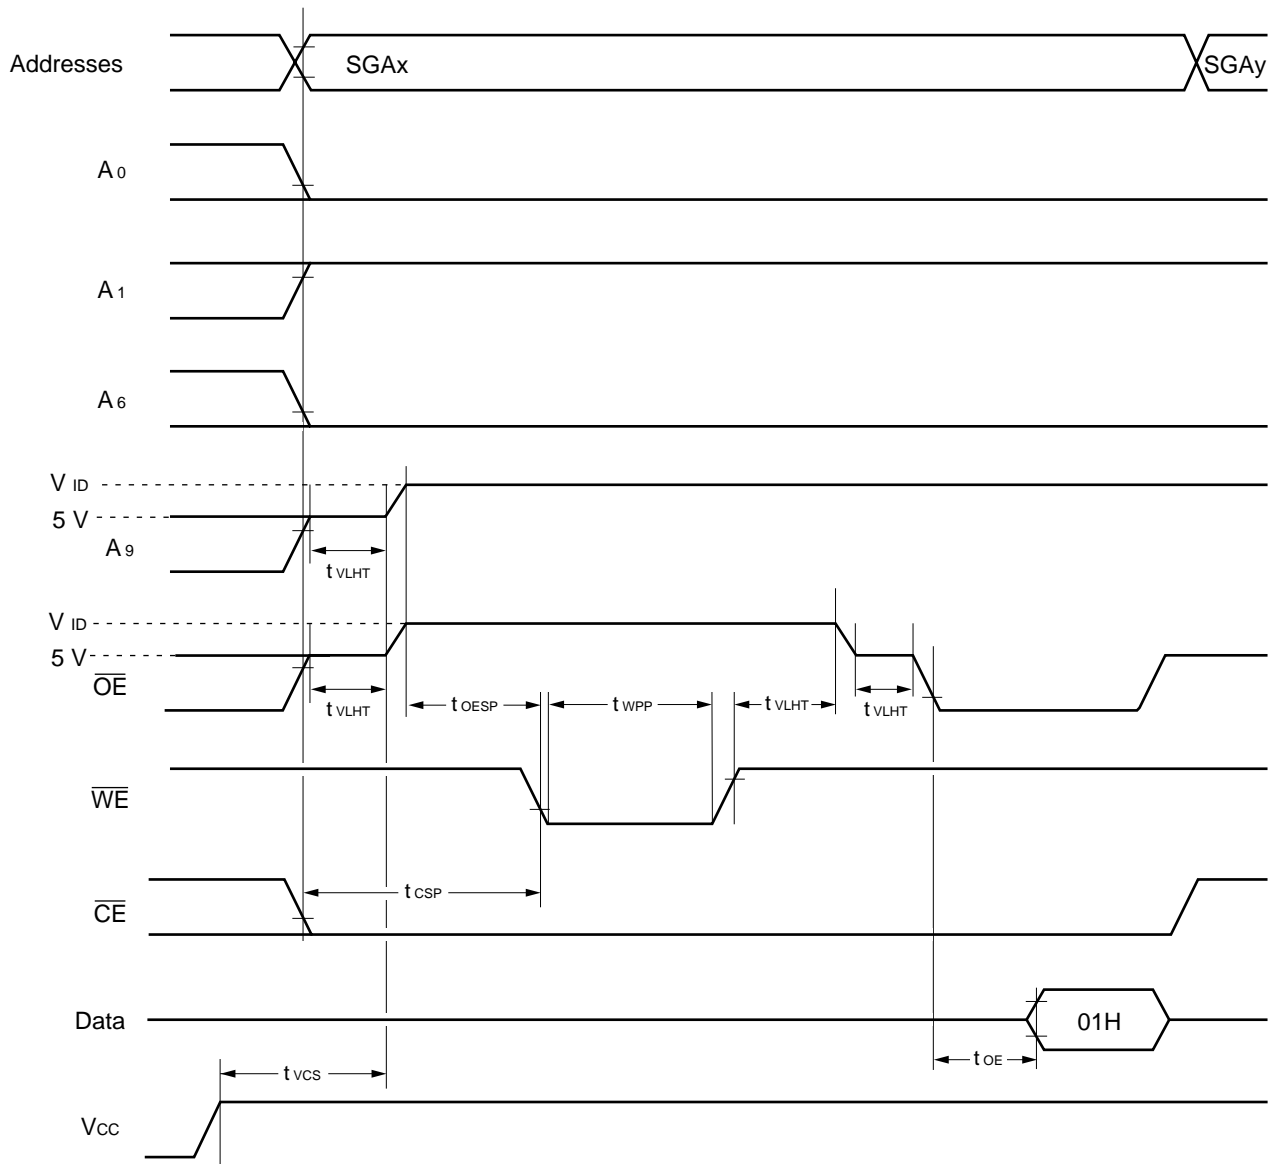 Addresses
SGAx
SGAy
A0
A1
A6
VID
5 V
A9
tVLHT
VID
5 V
OE
tVLHT
tOESP
tWPP
tVLHT
tVLHT
WE
tCSP
CE
Data
01H
tOE
tVCS
VCC